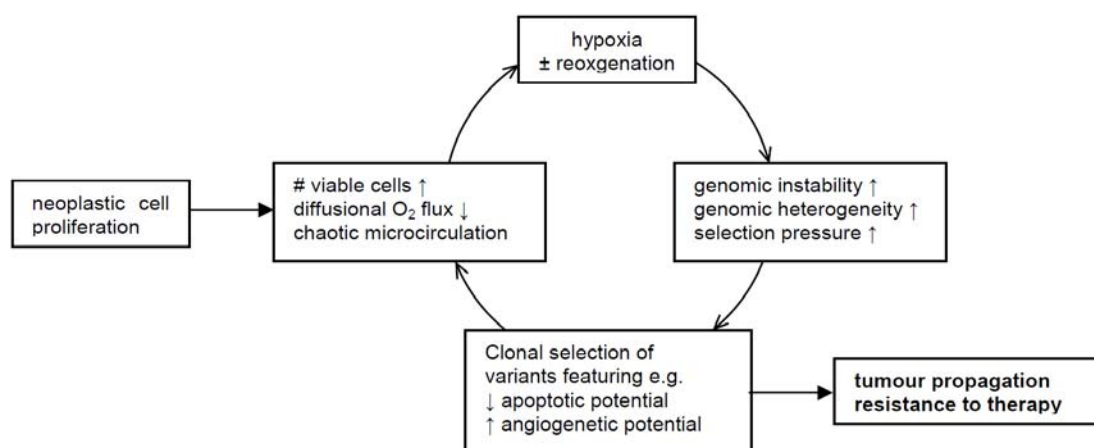 hypoxia
± reoxgenation
neoplastic cell
proliferation
# viable cells ↑
diffusional O₂ flux ↓
chaotic microcirculation
genomic instability ↑
genomic heterogeneity ↑
selection pressure ↑
Clonal selection of
variants featuring e.g.
↓ apoptotic potential
↑ angiogenetic potential
tumour propagation
resistance to therapy